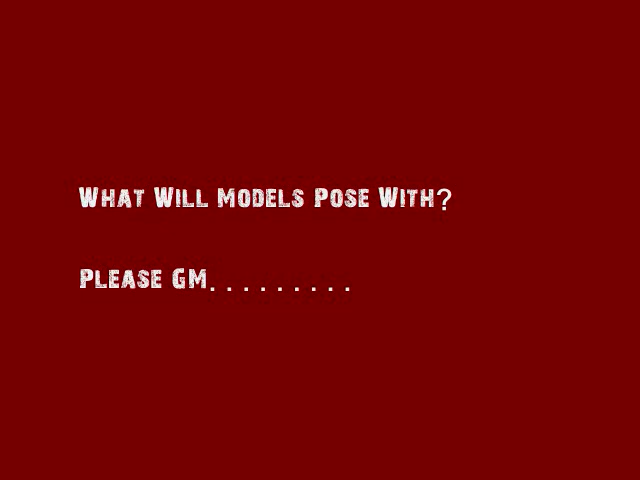 What Will models Pose With?
Please GM.........